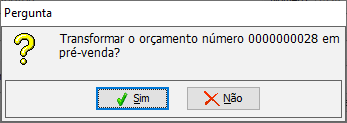 Pergunta
Transformar o orçamento número 0000000028 em
pré-venda?
Sim
Não